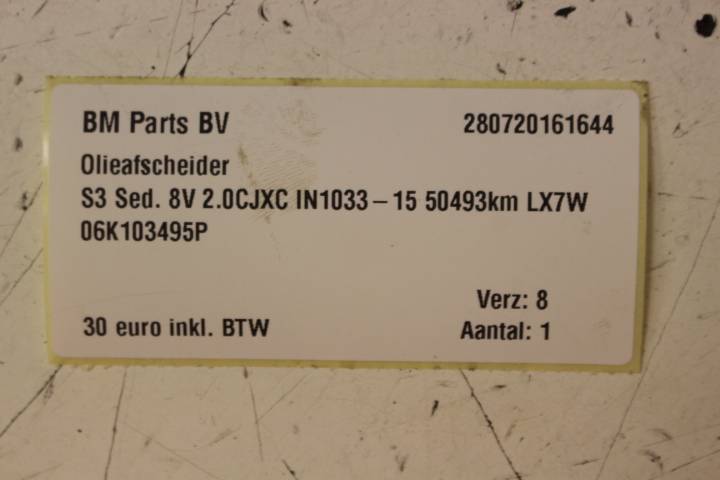 BM Parts BV 280720161644
Olieafscheider
S3 Sed. 8V 2.0CJXC IN1033-15 50493km LX7W
06K103495P
Verz: 8
30 euro inkl. BTW Aantal: 1